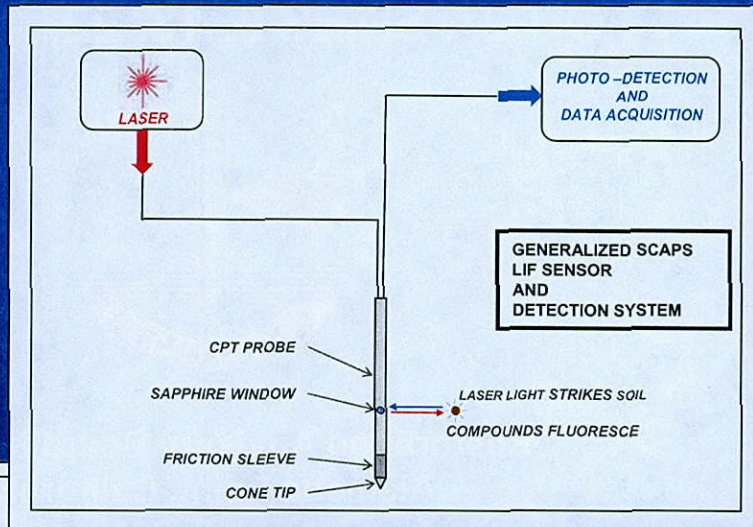 LASER
PHOTO –DETECTION
AND
DATA ACQUISITION
GENERALIZED SCAPS
LIF SENSOR
AND
DETECTION SYSTEM
CPT PROBE
SAPPHIRE WINDOW
LASER LIGHT STRIKES SOIL
COMPOUNDS FLUORESCE
FRICTION SLEEVE
CONE TIP